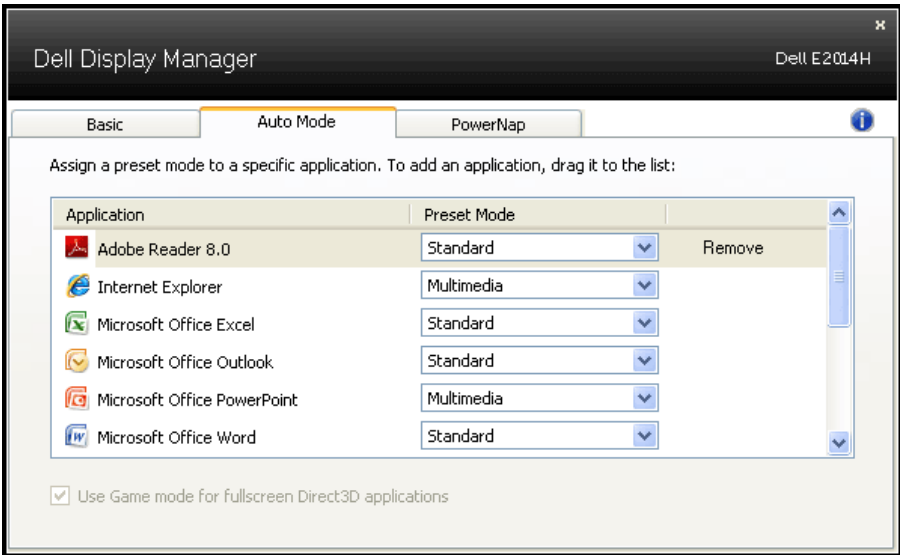 x
Dell Display Manager
Dell E2014H
Basic Auto Mode PowerNap
Assign a preset mode to a specific application. To add an application, drag it to the list:
Application Preset Mode
Adobe Reader 8.0 Standard Remove
Internet Explorer Multimedia
Microsoft Office Excel Standard
Microsoft Office Outlook Standard
Microsoft Office PowerPoint Multimedia
Microsoft Office Word Standard
Use Game mode for fullscreen Direct3D applications